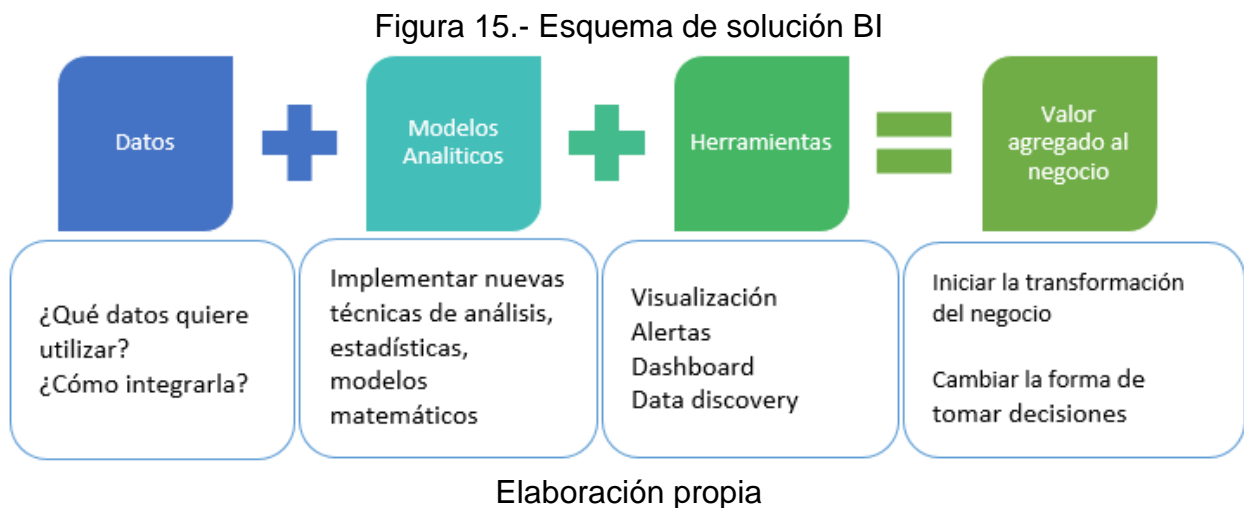 Figura 15.- Esquema de solución BI
Datos
Modelos
Analiticos
Herramientas
Valor
agregado al
negocio
¿Qué datos quiere
utilizar?
¿Cómo integrarla?
Implementar nuevas
técnicas de análisis,
estadísticas,
modelos
matemáticos
Visualización
Alertas
Dashboard
Data discovery
Iniciar la transformación
del negocio
Cambiar la forma de
tomar decisiones
Elaboración propia